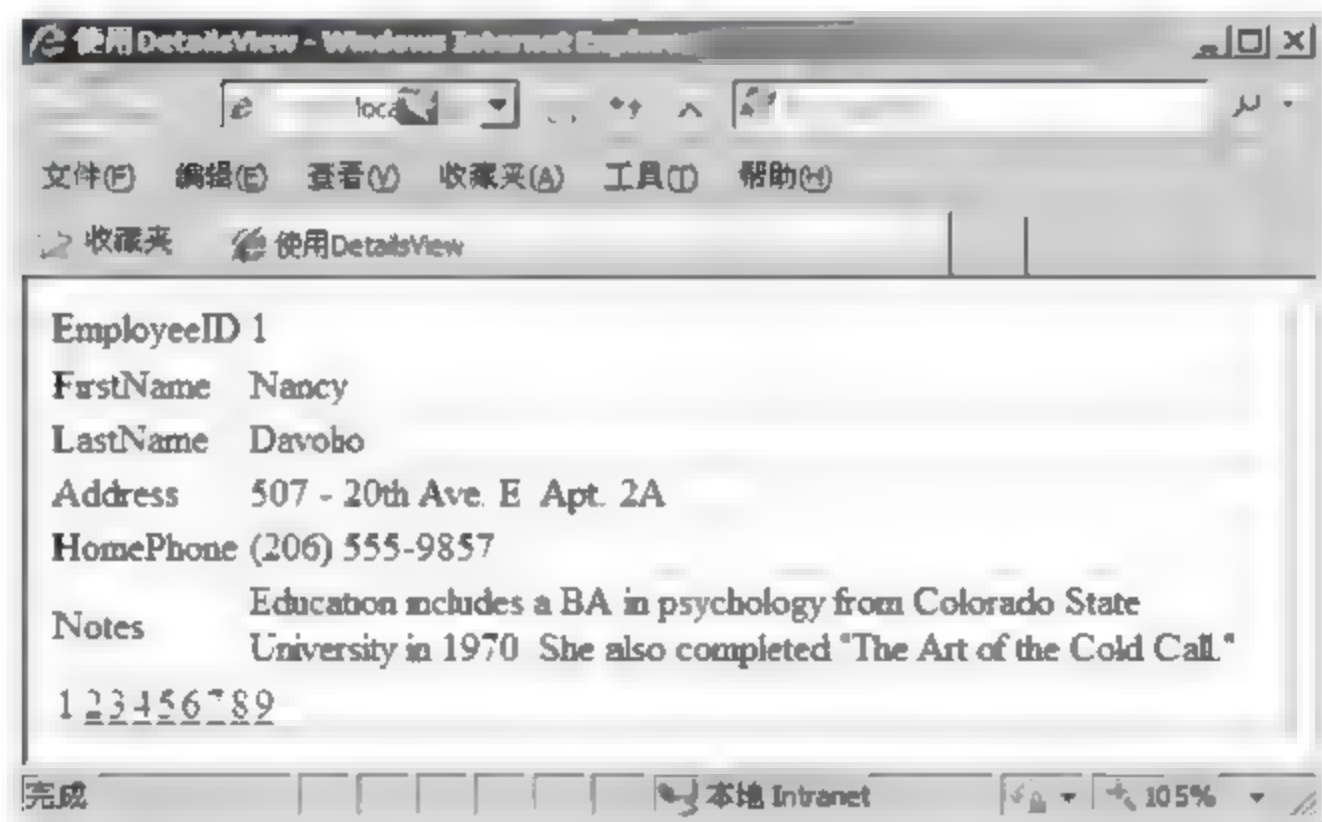 使用DetailsView - Windows Internet Explorer
文件(F) 编辑(E) 查看(V) 收藏夹(A) 工具(T) 帮助(H)
收藏夹 使用DetailsView
EmployeeID 1
FirstName Nancy
LastName Davolio
Address 507 - 20th Ave. E. Apt. 2A
HomePhone (206) 555-9857
Notes Education includes a BA in psychology from Colorado State
University in 1970 She also completed "The Art of the Cold Call."
1 2 3 4 5 6 7 8 9
完成 本地 Intranet 105%